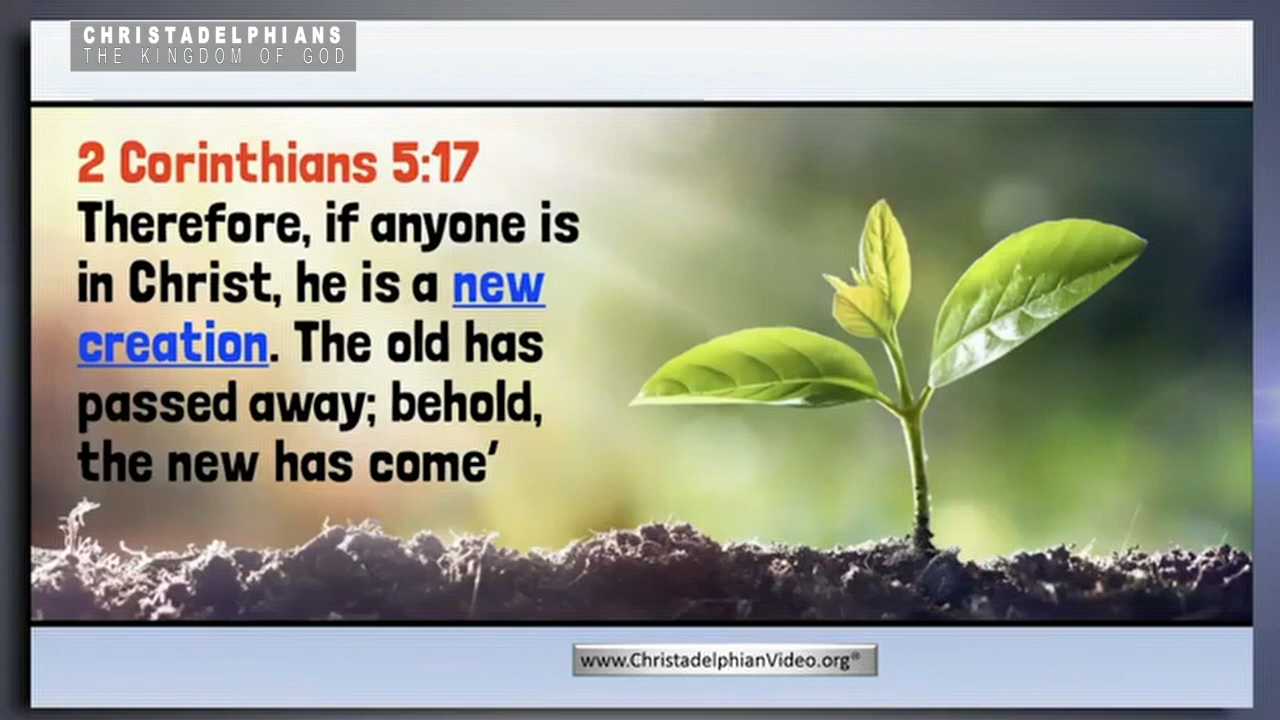 CHRISTADELPHIANS
THE KINGDOM OF GOD
2 Corinthians 5:17
Therefore, if anyone is
in Christ, he is a new
creation. The old has
passed away; behold,
the new has come’
www.ChristadelphianVideo.org®